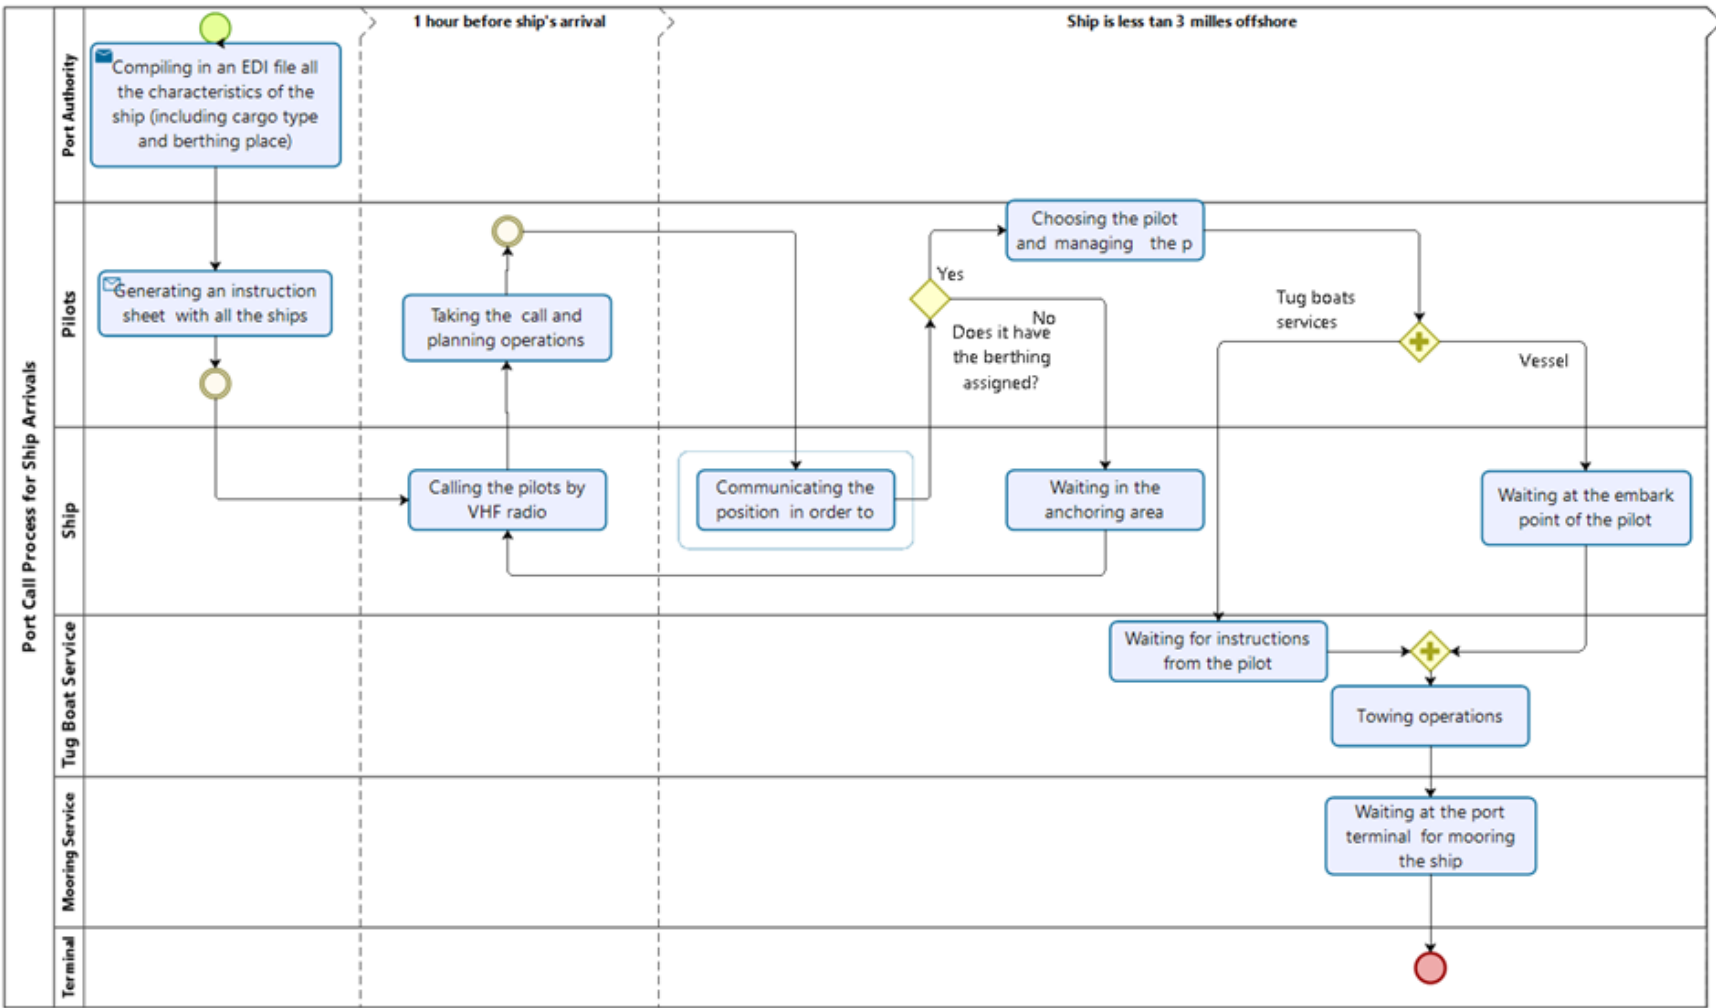 1 hour before ship's arrival
Ship is less tan 3 milles offshore
Port Call Process for Ship Arrivals
Port Authority
Compiling in an EDI file all
the characteristics of the
ship (including cargo type
and berthing place)
Pilots
Generating an instruction
sheet with all the ships
Taking the call and
planning operations
Choosing the pilot
and managing the p
Yes
No
Does it have
the berthing
assigned?
Tug boats
services
Vessel
Ship
Calling the pilots by
VHF radio
Communicating the
position in order to
Waiting in the
anchoring area
Waiting at the embark
point of the pilot
Tug Boat Service
Waiting for instructions
from the pilot
Towing operations
Mooring Service
Waiting at the port
terminal for mooring
the ship
Terminal